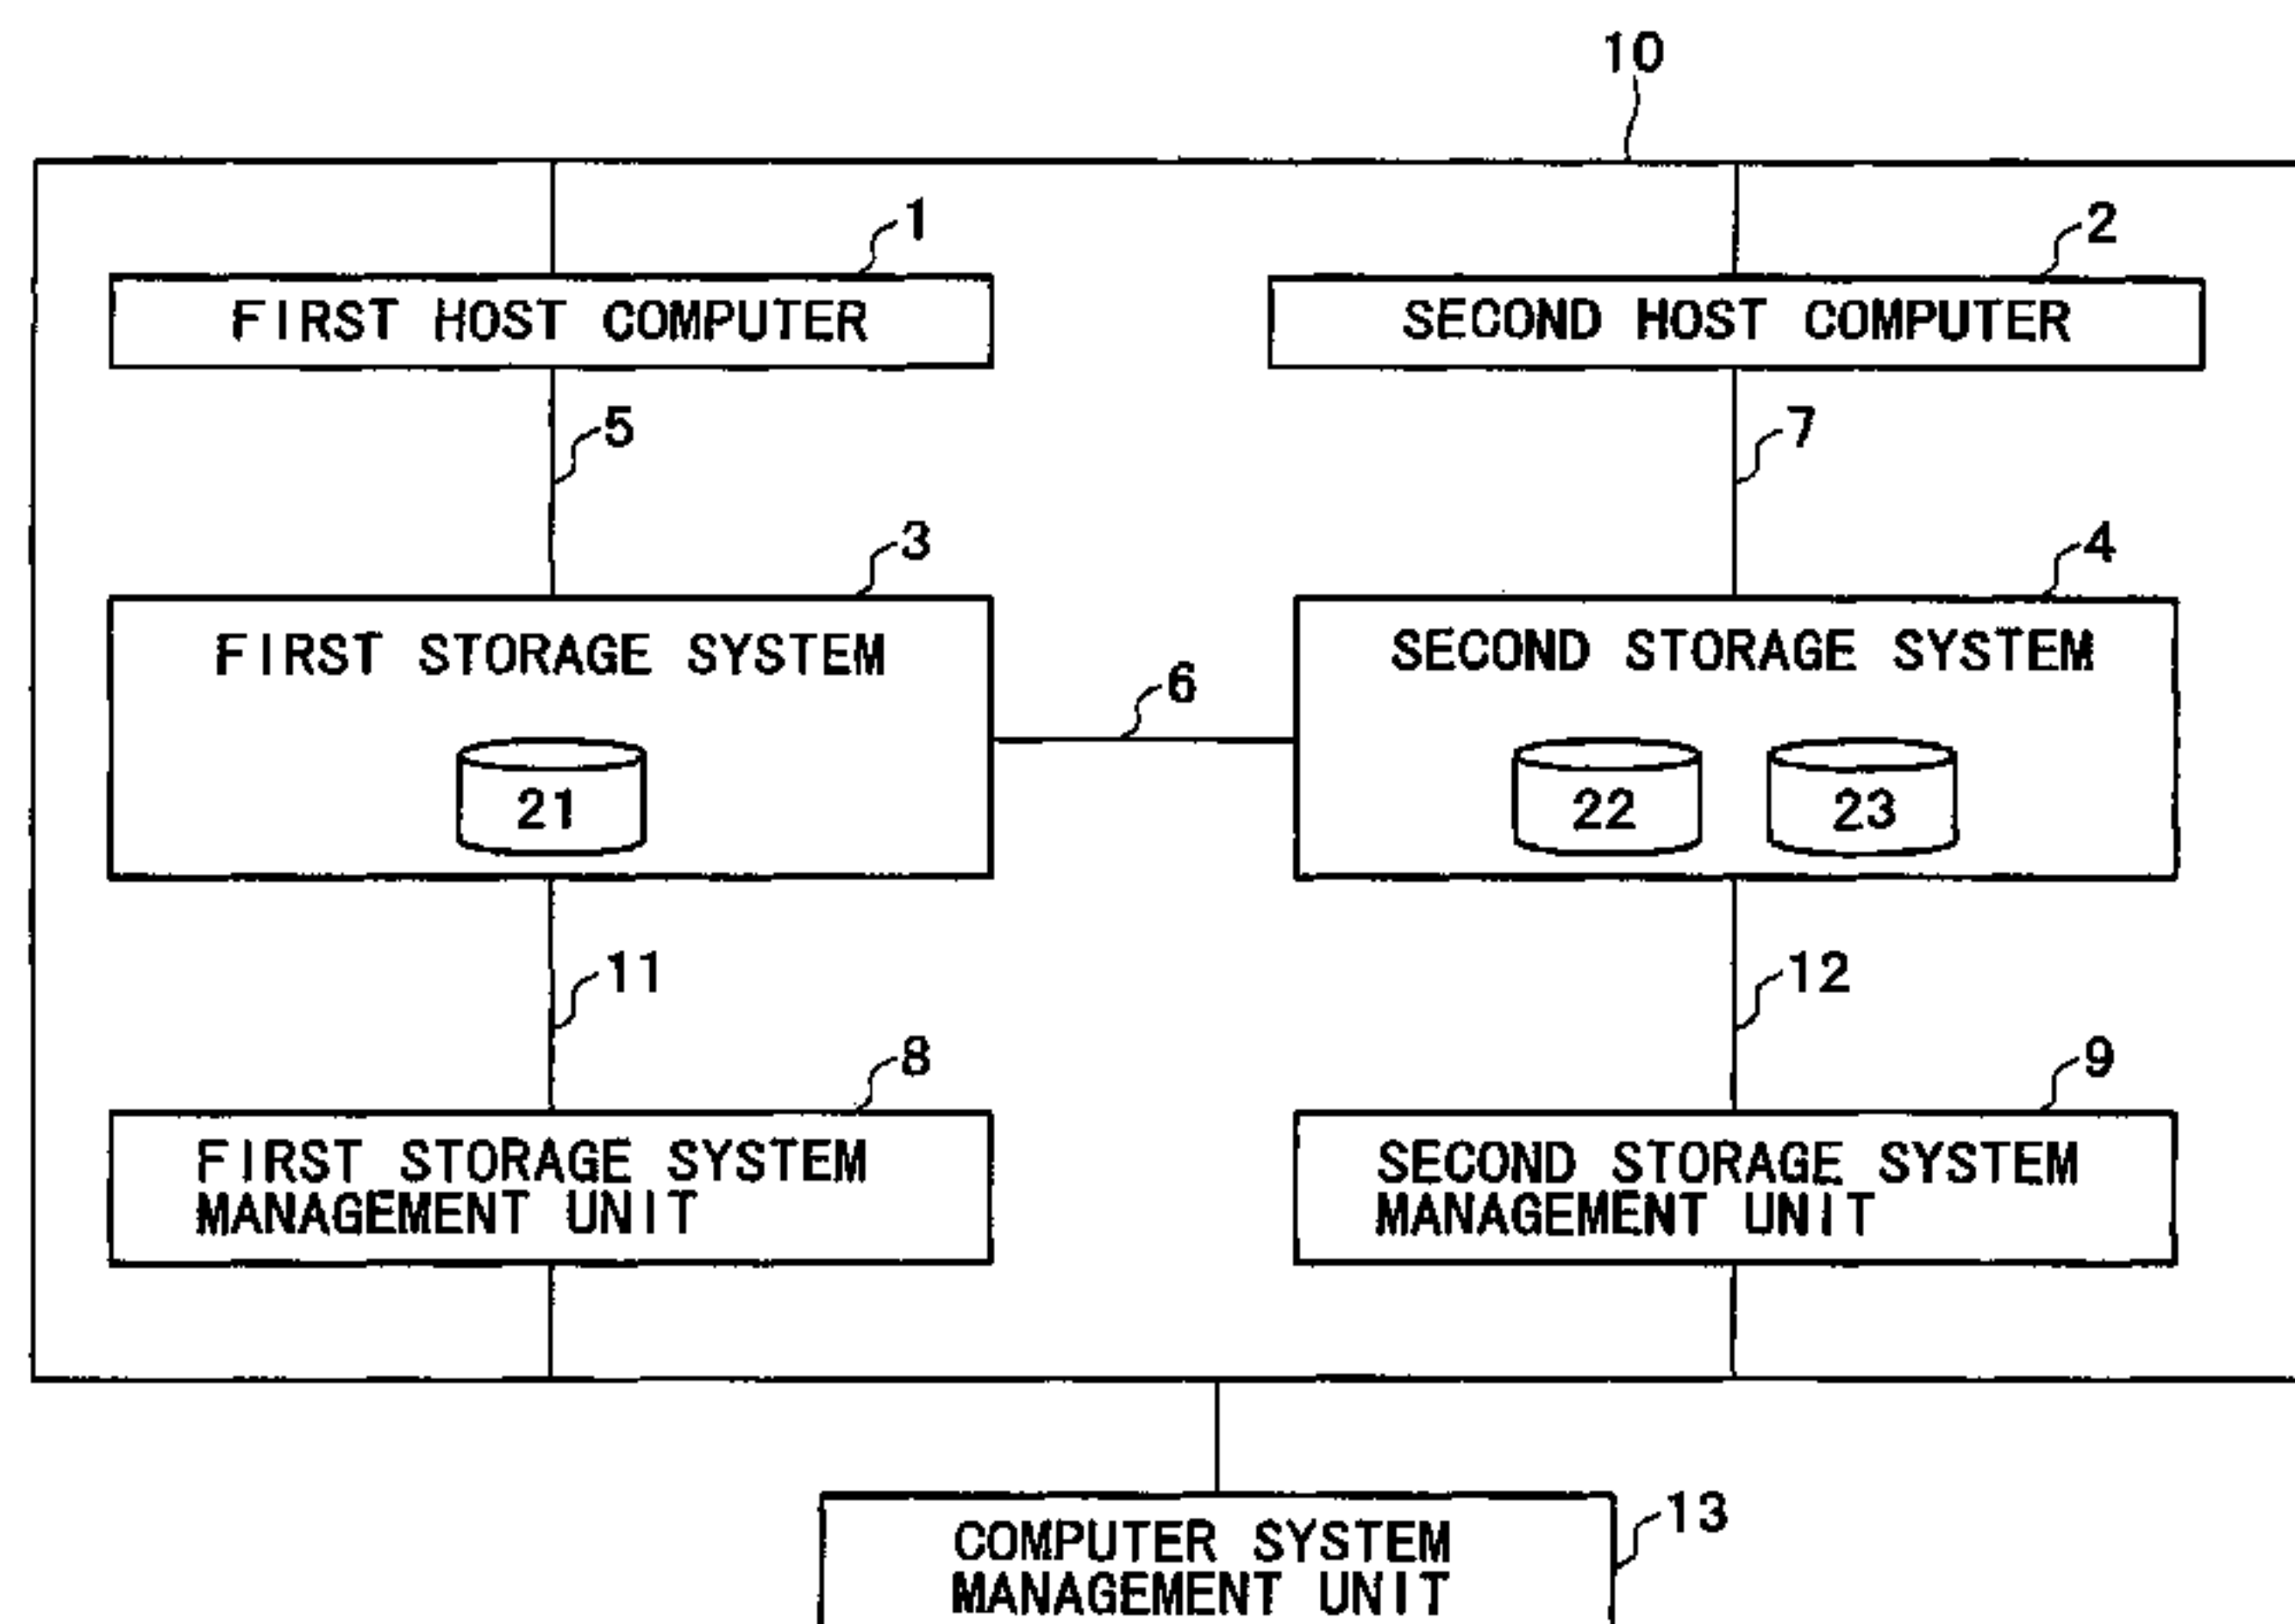 10
1
2
FIRST HOST COMPUTER
SECOND HOST COMPUTER
5
7
3
4
FIRST STORAGE SYSTEM
SECOND STORAGE SYSTEM
6
21
22
23
11
12
8
9
FIRST STORAGE SYSTEM
MANAGEMENT UNIT
SECOND STORAGE SYSTEM
MANAGEMENT UNIT
13
COMPUTER SYSTEM
MANAGEMENT UNIT